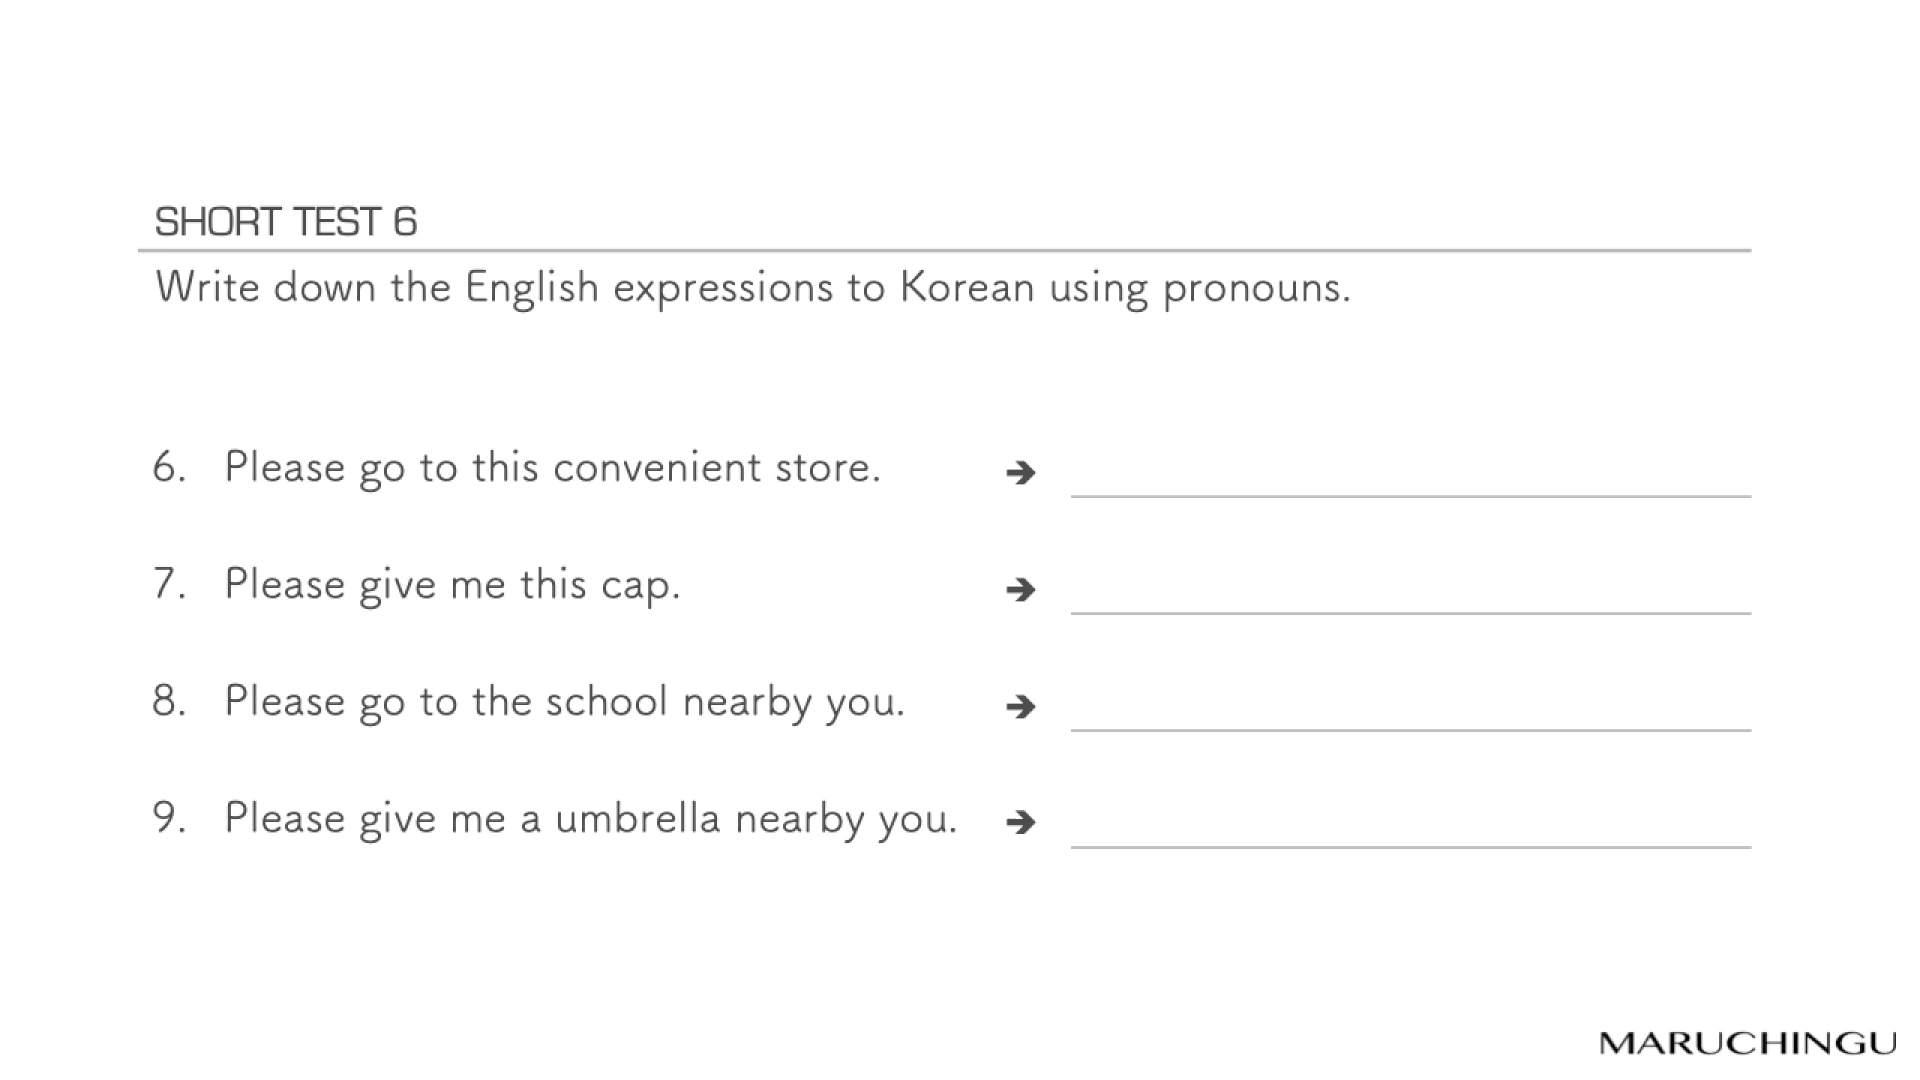 SHORT TEST 6
Write down the English expressions to Korean using pronouns.
6. Please go to this convenient store. ➔
7. Please give me this cap. ➔
8. Please go to the school nearby you. ➔
9. Please give me a umbrella nearby you. ➔
MARUCHINGU